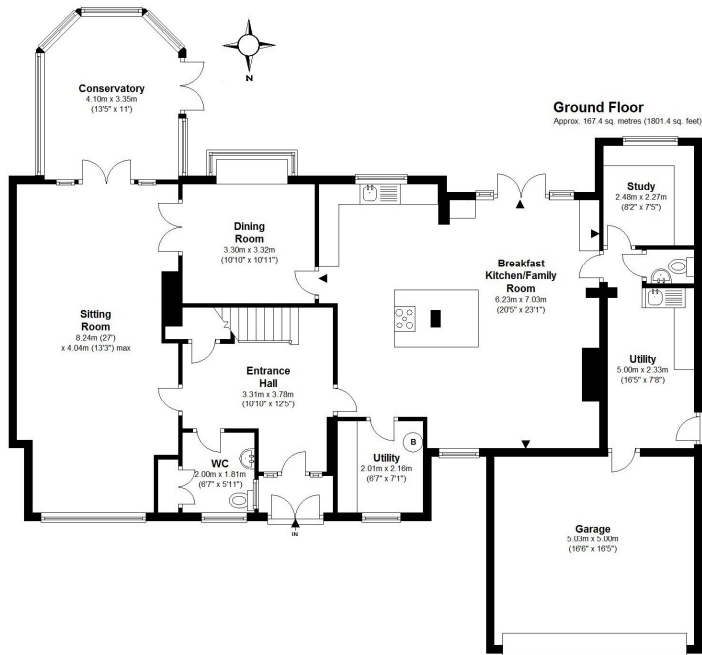 N
Ground Floor
Approx. 167.4 sq. metres (1801.4 sq. feet)
Conservatory
4.10m x 3.35m
(13'5" x 11')
Study
2.48m x 2.27m
(8'2" x 7'5")
Dining
Room
3.30m x 3.32m
(10'10" x 10'11")
Breakfast
Kitchen/Family
Room
6.23m x 7.03m
(20'5" x 23'1")
Sitting
Room
8.24m (27')
x 4.04m (13'3") max
Entrance
Hall
3.31m x 3.78m
(10'10" x 12'5")
Utility
5.00m x 2.33m
(16'5" x 7'8")
WC
2.00m x 1.81m
(6'7" x 5'11")
Utility
2.01m x 2.16m
(6'7" x 7'1")
B
IN
Garage
5.03m x 5.00m
(16'6" x 16'5")